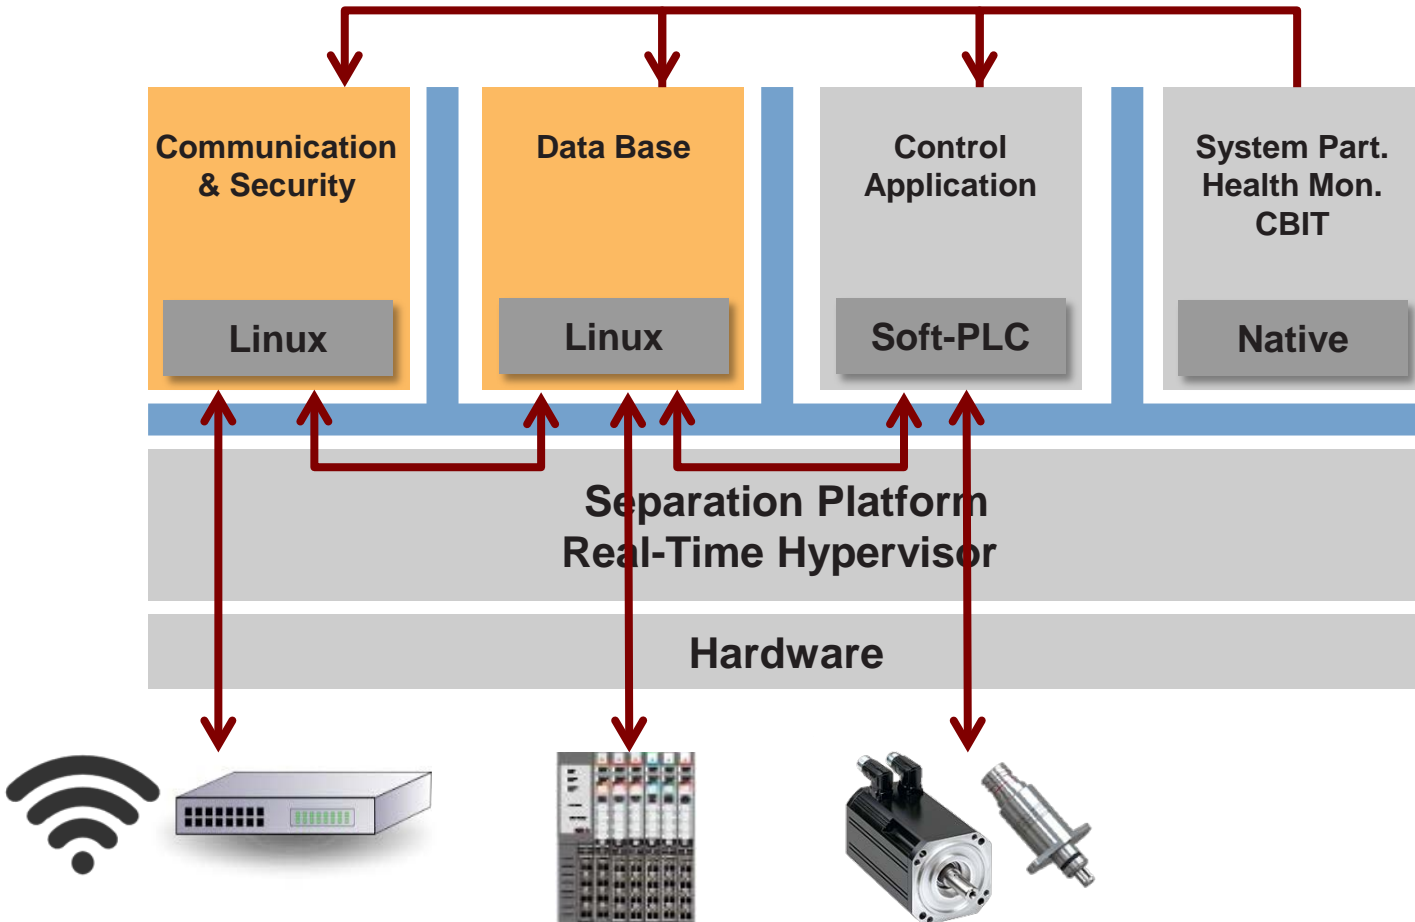 Communication
& Security
Data Base
Control
Application
System Part.
Health Mon.
CBIT
Linux
Linux
Soft-PLC
Native
Separation Platform
Real-Time Hypervisor
Hardware